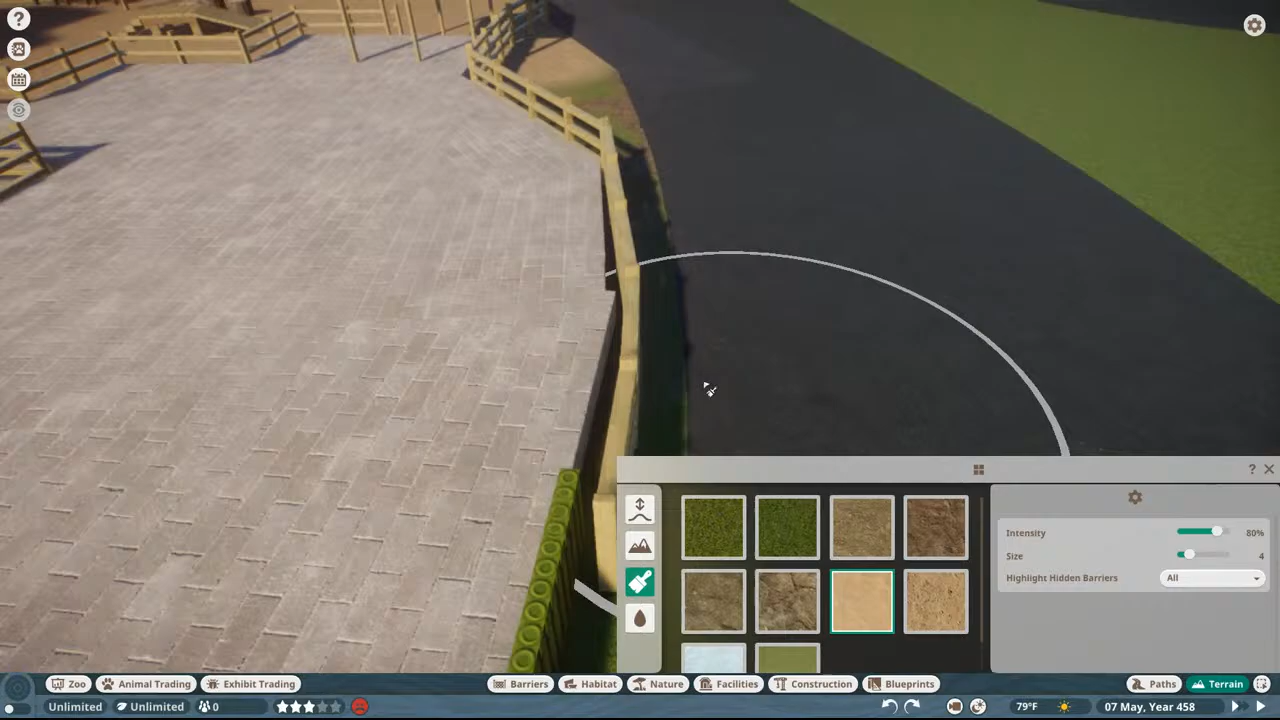 Intensity 80%
Size 4
Highlight Hidden Barriers All
Zoo Animal Trading Exhibit Trading Barriers Habitat Nature Facilities Construction Blueprints Paths Terrain
Unlimited Unlimited 0 79°F 07 May, Year 458